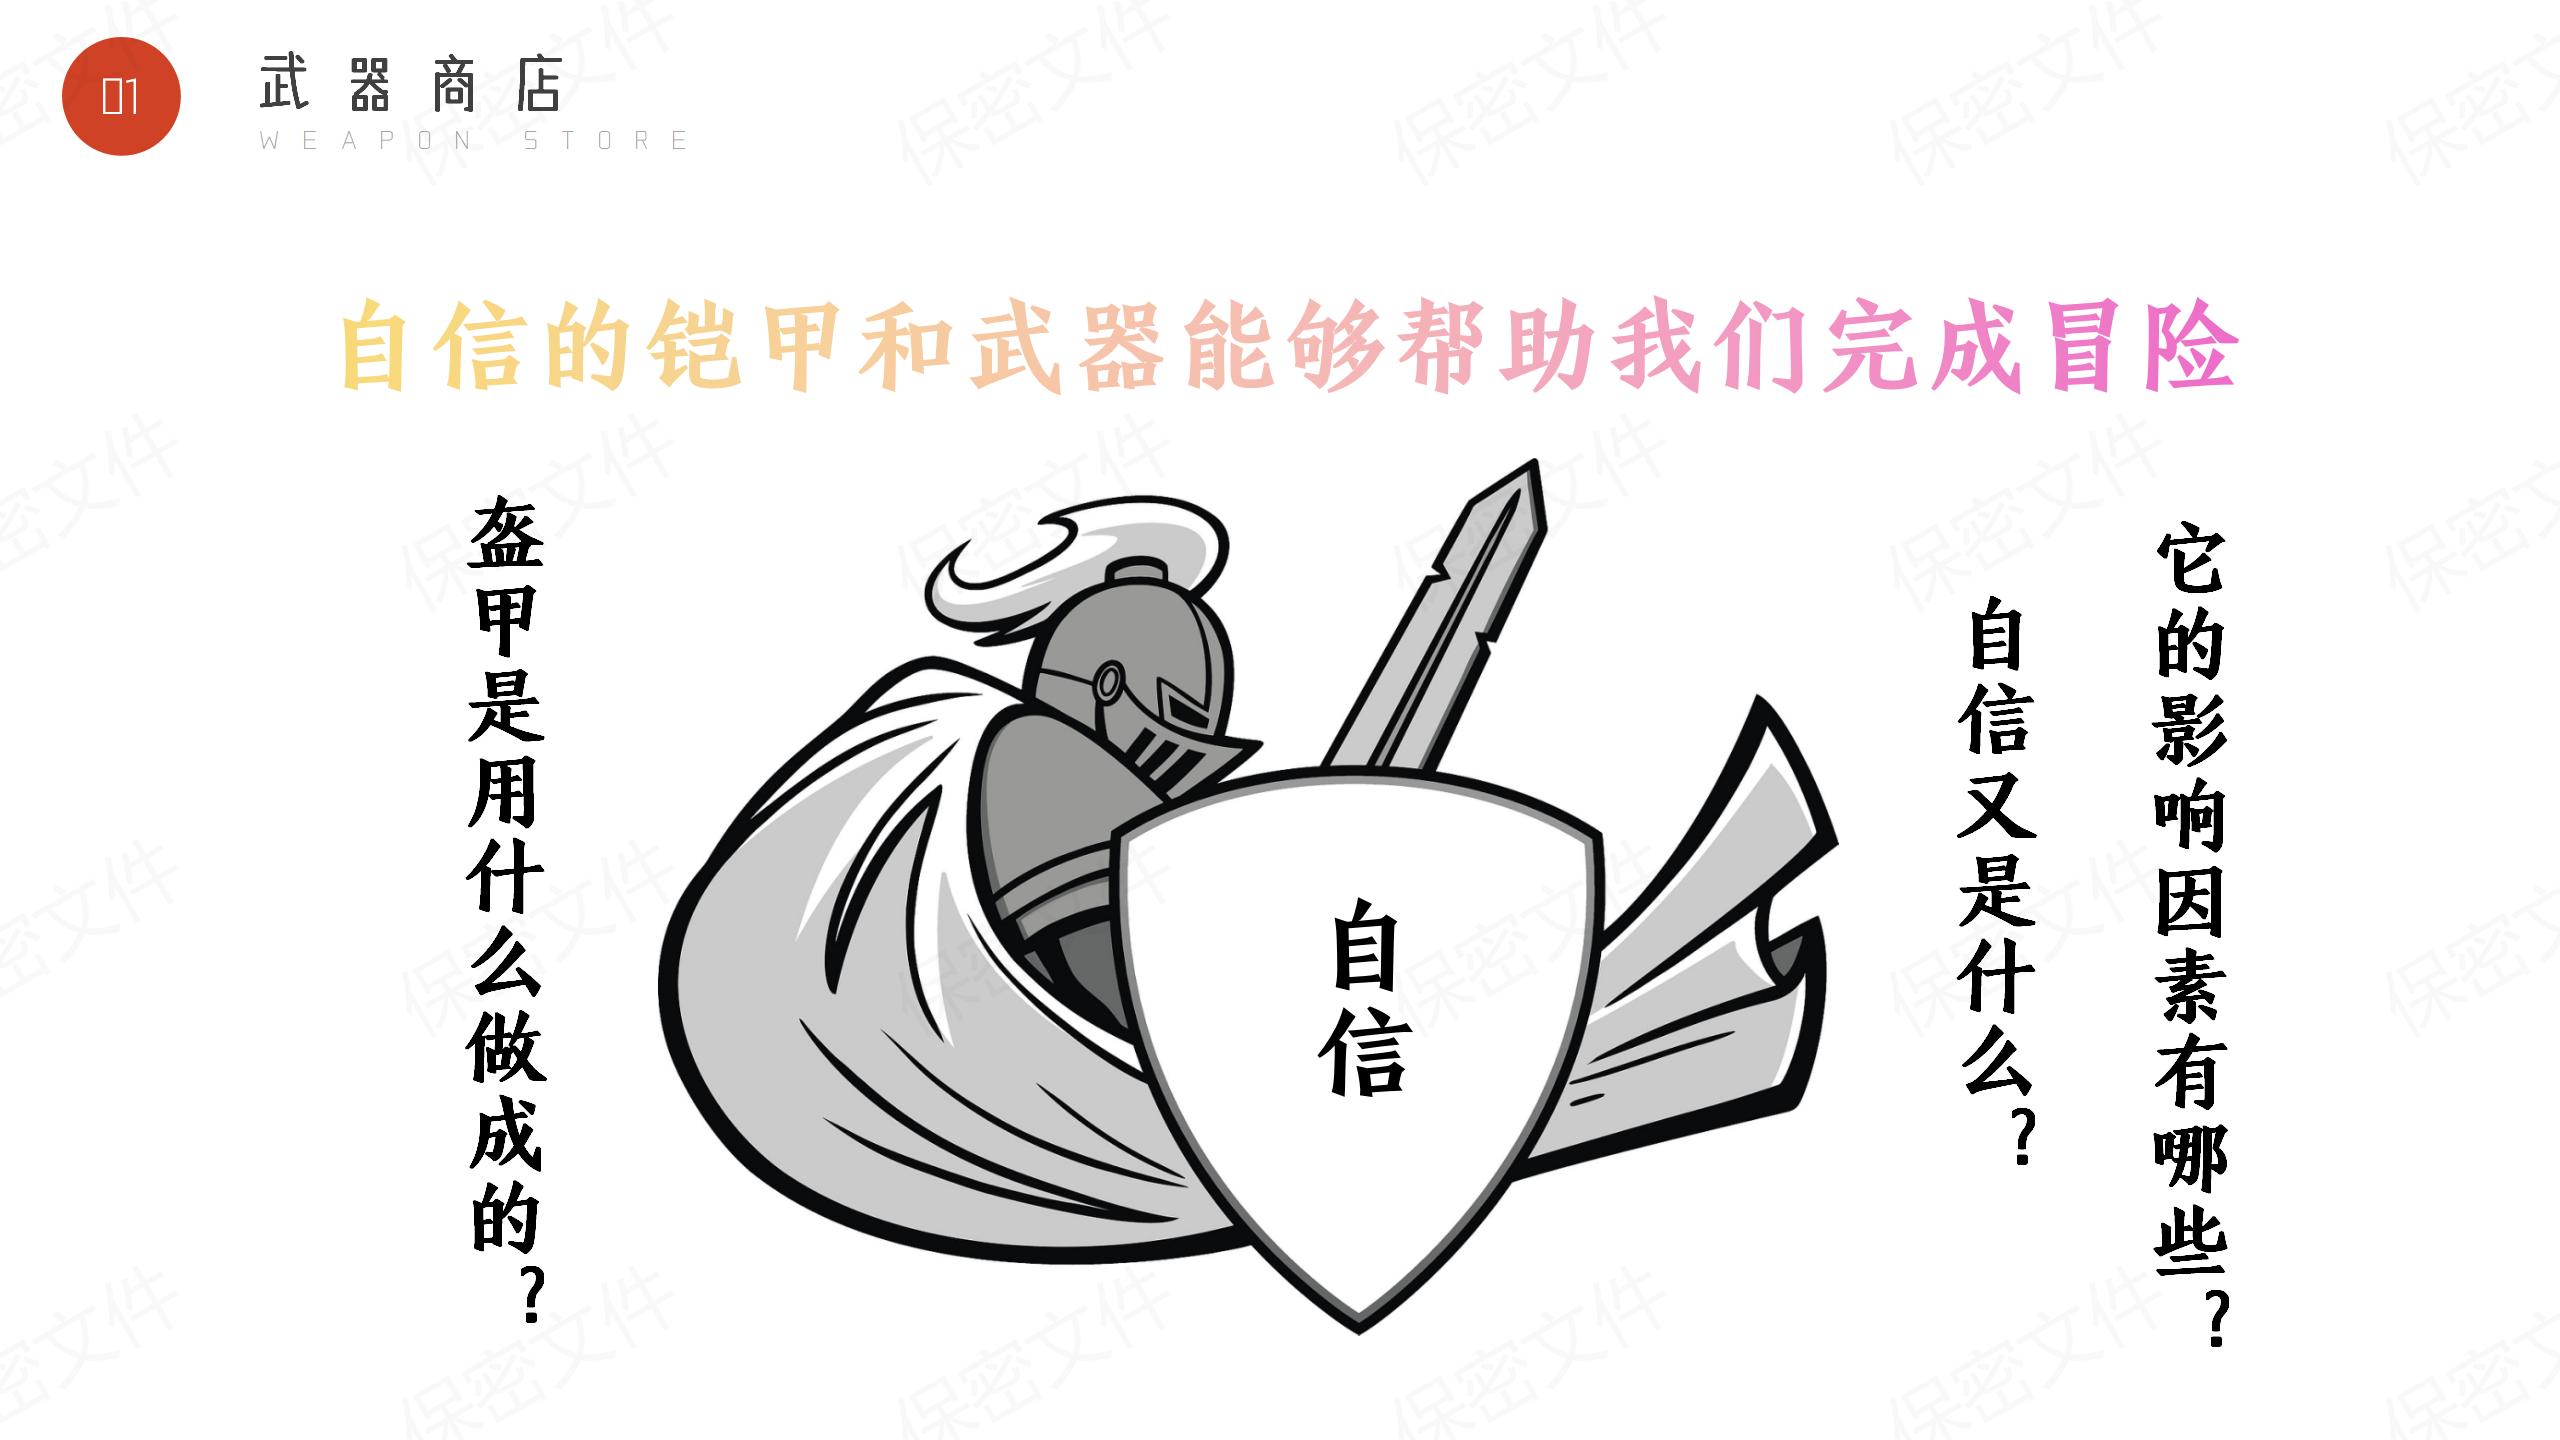 01
武器商店
WEAPON STORE
自信的铠甲和武器能够帮助我们完成冒险
盔甲是用什么做成的?
自信
自信又是什么?
它的影响因素有哪些?
保密文件